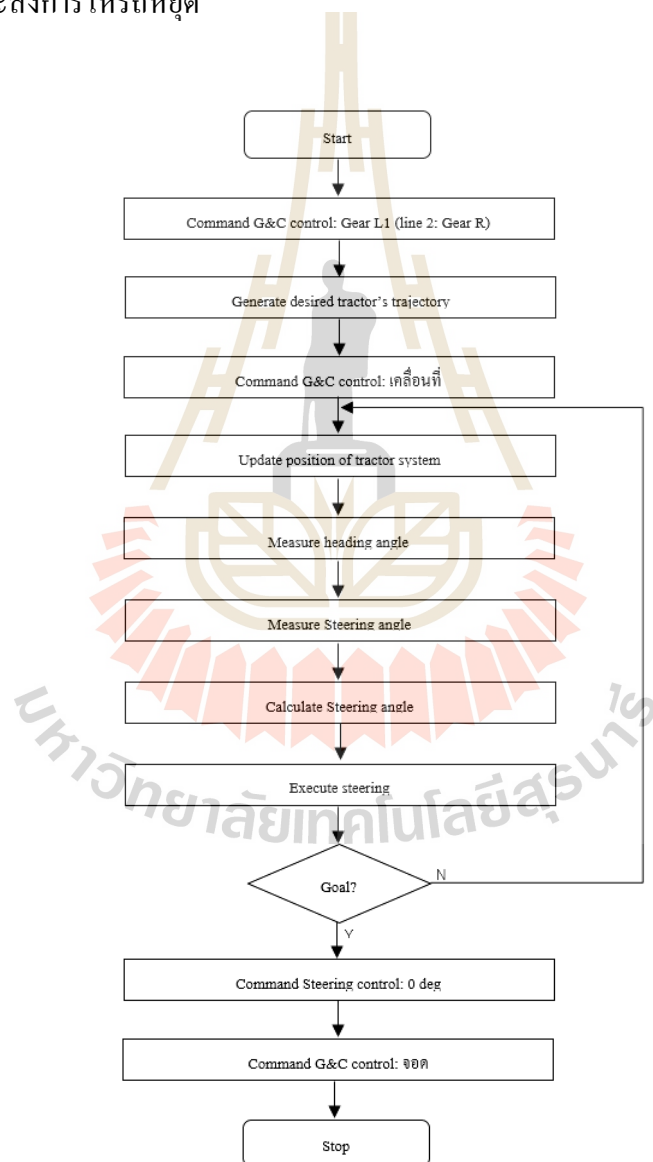 Start
Command G&C control: Gear L1 (line 2: Gear R)
Generate desired tractor's trajectory
Command G&C control: เคลื่อนที่
Update position of tractor system
Measure heading angle
Measure Steering angle
Calculate Steering angle
Execute steering
มหาวิทยาลัยเทคโนโลยีสุรนารี
Goal?
N
Y
Command Steering control: 0 deg
Command G&C control: จอด
Stop